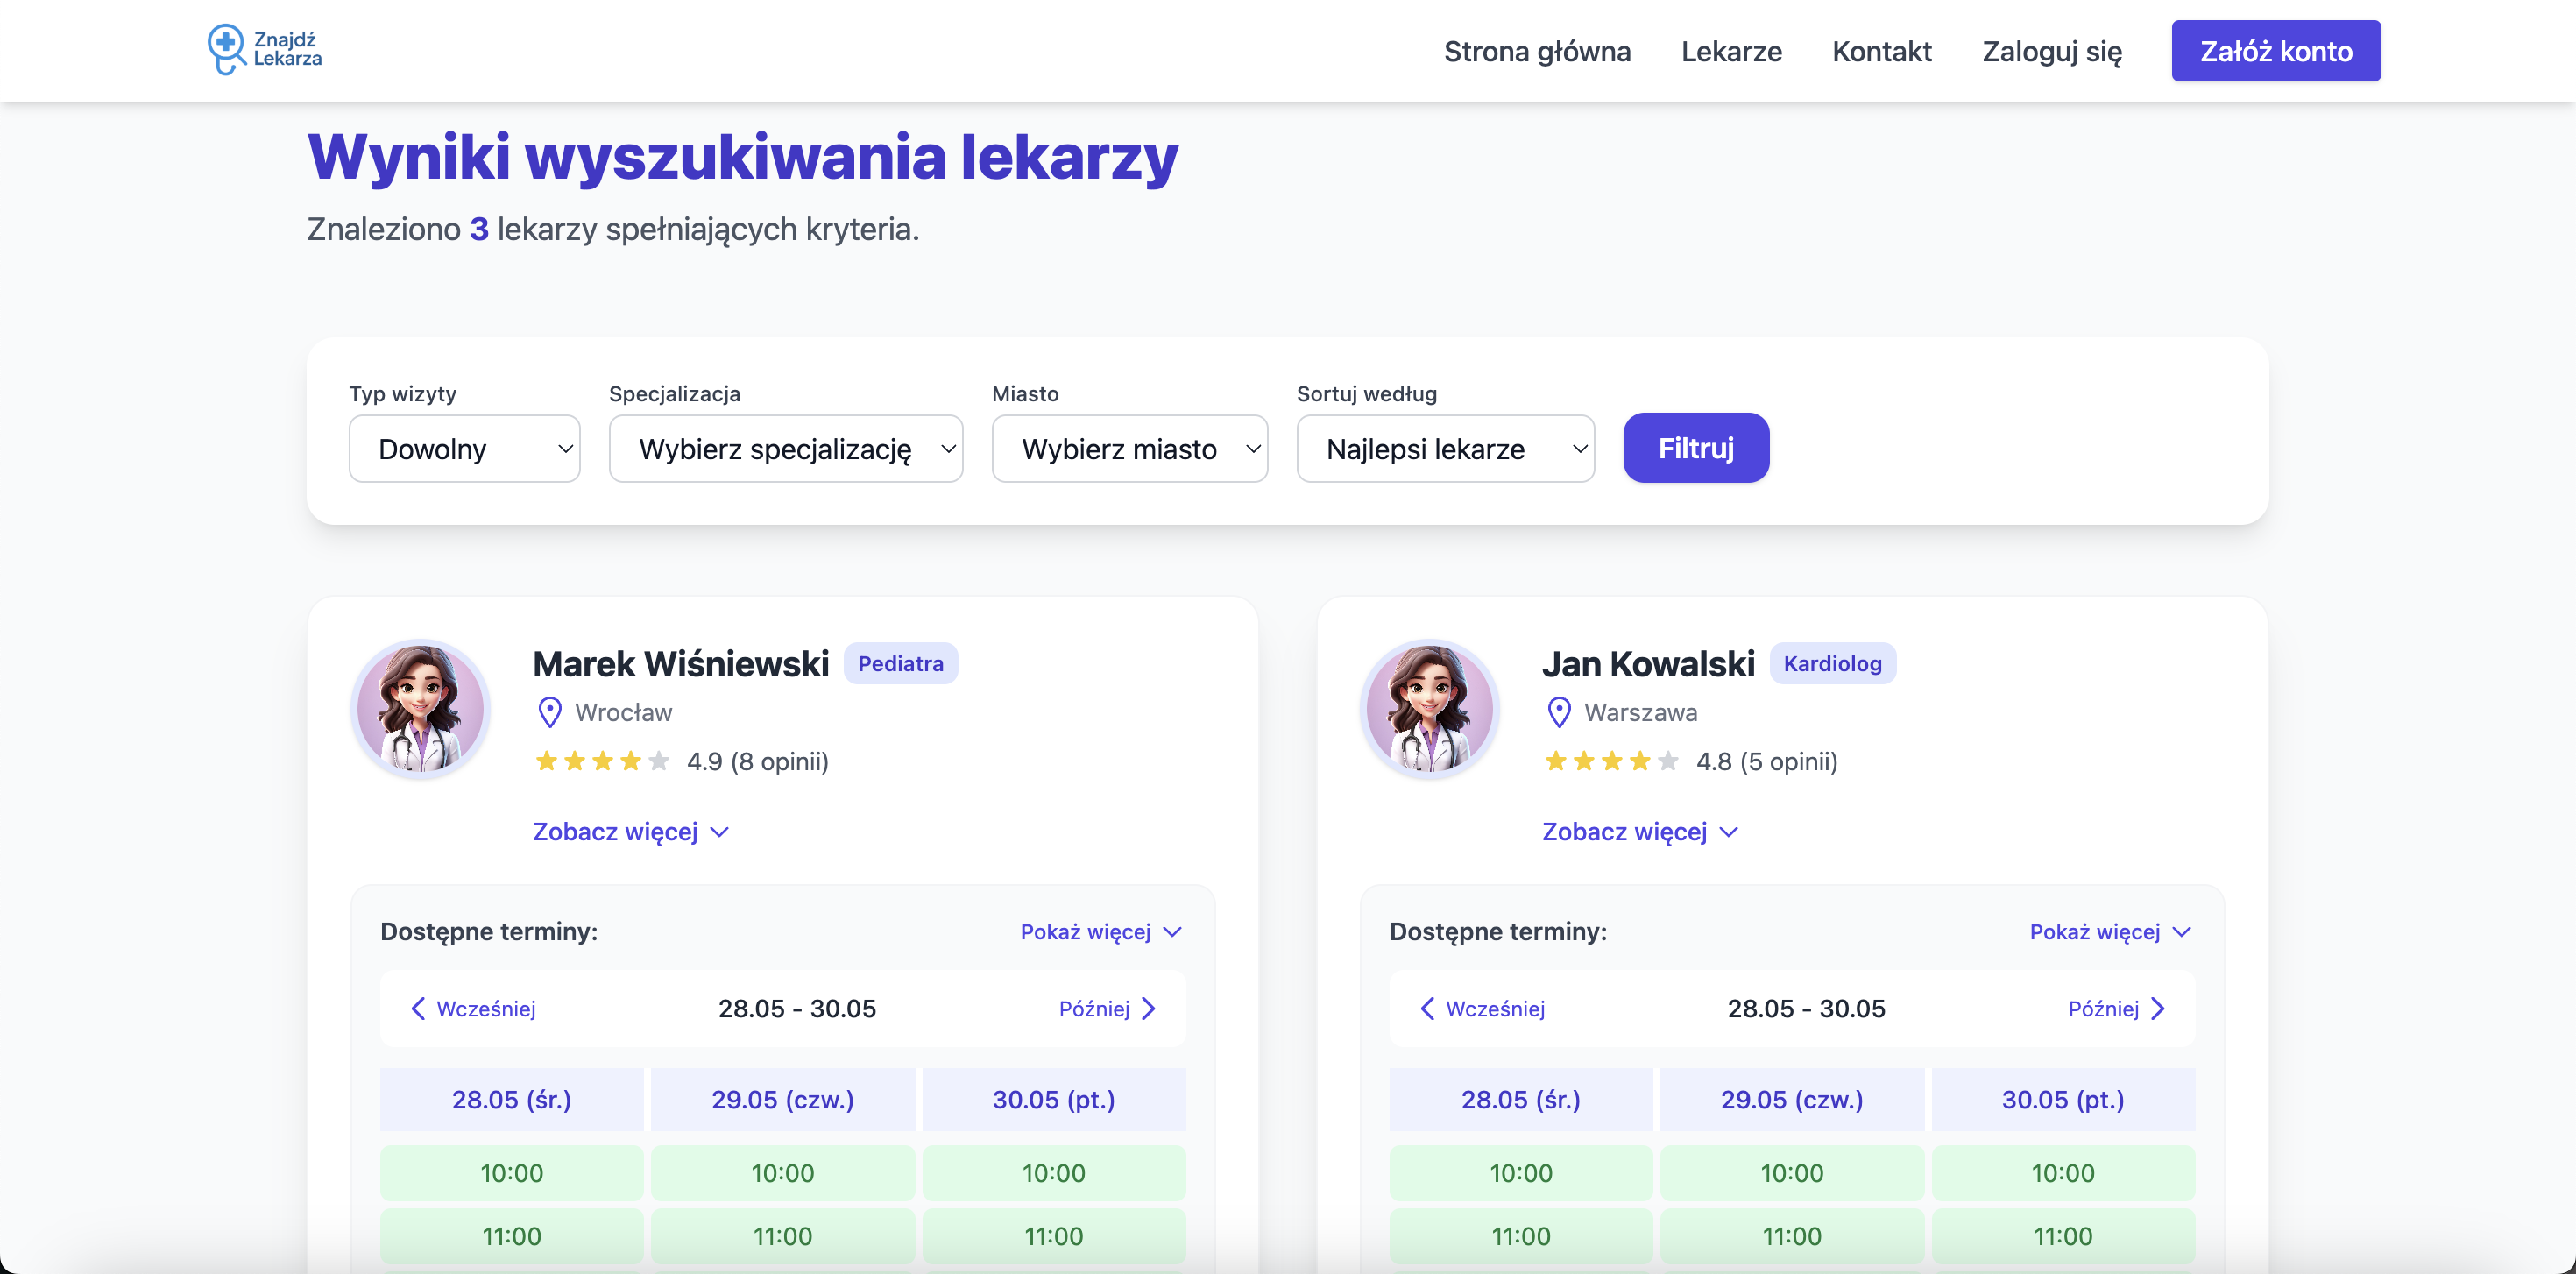 Znajdź
Lekarza
Strona główna
Lekarze
Kontakt
Zaloguj się
Załóż konto
Wyniki wyszukiwania lekarzy
Znaleziono 3 lekarzy spełniających kryteria.
Typ wizyty
Dowolny
Specjalizacja
Wybierz specjalizację
Miasto
Wybierz miasto
Sortuj według
Najlepsi lekarze
Filtruj
Marek Wiśniewski Pediatra
Wrocław
4.9 (8 opinii)
Zobacz więcej
Dostępne terminy: Pokaż więcej
Wcześniej 28.05 - 30.05 Później
28.05 (śr.) 29.05 (czw.) 30.05 (pt.)
10:00 10:00 10:00
11:00 11:00 11:00
Jan Kowalski Kardiolog
Warszawa
4.8 (5 opinii)
Zobacz więcej
Dostępne terminy: Pokaż więcej
Wcześniej 28.05 - 30.05 Później
28.05 (śr.) 29.05 (czw.) 30.05 (pt.)
10:00 10:00 10:00
11:00 11:00 11:00